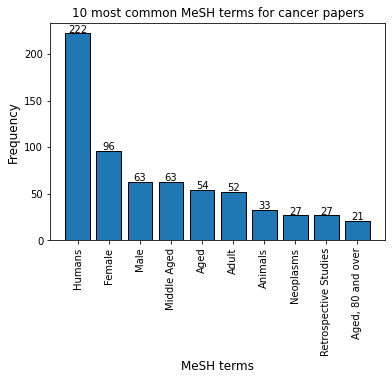 10 most common MeSH terms for cancer papers
Frequency
200
150
100
50
0
222
96
63
63
54
52
33
27
27
21
Humans
Female
Male
Middle Aged
Aged
Adult
Animals
Neoplasms
Retrospective Studies
Aged, 80 and over
MeSH terms